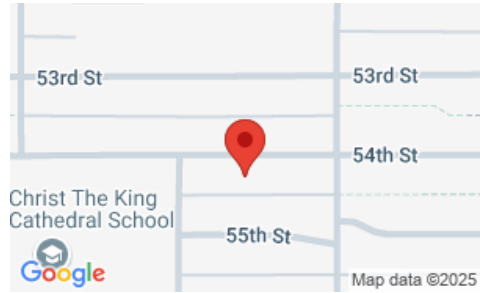 53rd St
53rd St
54th St
Christ The King
Cathedral School
55th St
Google
Map data ©2025